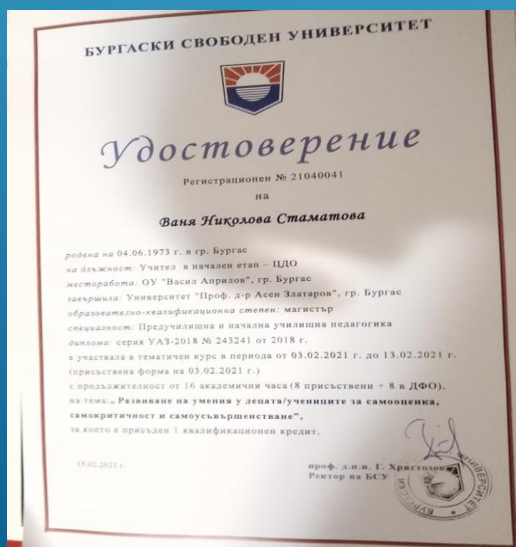 БУРГАСКИ СВОБОДЕН УНИВЕРСИТЕТ
Удостоверение
Регистрационен № 21040041
на
Ваня Николова Стаматова
родена на 04.06.1973 г. в гр. Бургас
на длъжност: Учител в начален етап – ЦДО
месторабота: ОУ "Васил Априлов", гр. Бургас
завършила: Университет "Проф. д-р Асен Златаров", гр. Бургас
образователно-квалификационна степен: магистър
специалност: Предучилищна и начална училищна педагогика
диплома: серия УАЗ-2018 № 243241 от 2018 г.
е участвала в тематичен курс в периода от 03.02.2021 г. до 13.02.2021 г.
(присъствена форма на 03.02.2021 г.)
с продължителност от 16 академични часа (8 присъствени + 8 в ДФО),
на тема: „ Развиване на умения у децата/учениците за самооценка,
самокритичност и самоусъвършенстване",
за което е присъден 1 квалификационен кредит.
15.02.2021 г.
проф. д.п.н. Г. Христозов
Ректор на БСУ